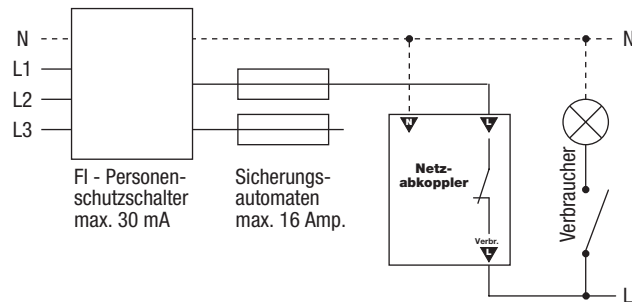 N
N
L1
L2
L3
N
L
Netz-
abkoppler
Verbr.
L
FI - Personen-
schutzschalter
max. 30 mA
Sicherungs-
automaten
max. 16 Amp.
Verbraucher
L